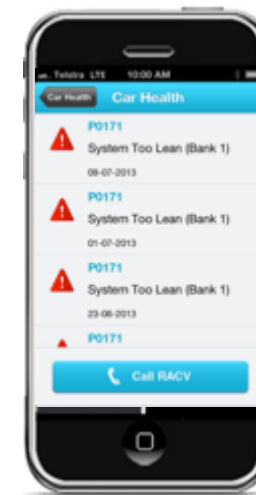 Telstra LTE 10:00 AM
Car Health Car Health
P0171
System Too Lean (Bank 1)
09-07-2013
P0171
System Too Lean (Bank 1)
01-07-2013
P0171
System Too Lean (Bank 1)
23-06-2013
P0171
Call RACV